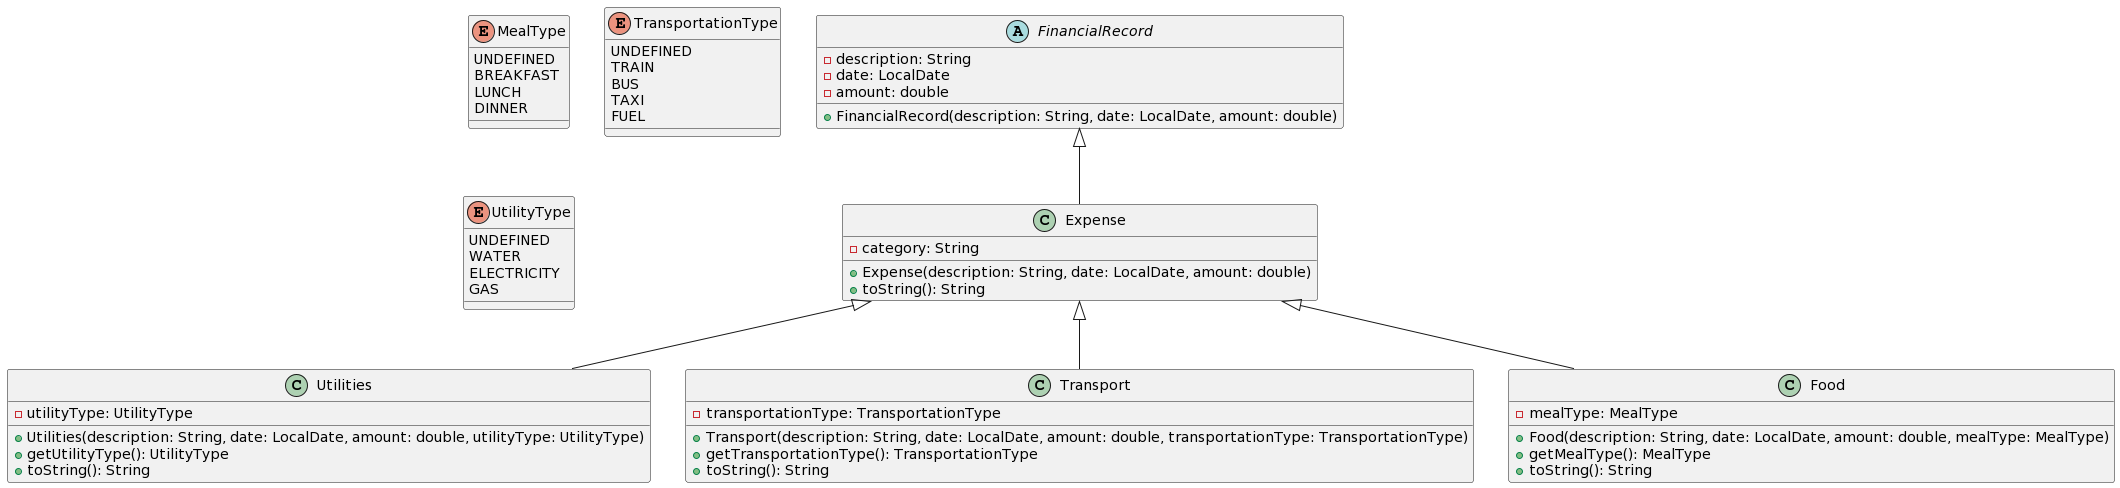 E MealType
UNDEFINED
BREAKFAST
LUNCH
DINNER
E TransportationType
UNDEFINED
TRAIN
BUS
TAXI
FUEL
A FinancialRecord
description: String
date: LocalDate
amount: double
FinancialRecord(description: String, date: LocalDate, amount: double)
E UtilityType
UNDEFINED
WATER
ELECTRICITY
GAS
C Expense
category: String
Expense(description: String, date: LocalDate, amount: double)
toString(): String
C Utilities
utilityType: UtilityType
Utilities(description: String, date: LocalDate, amount: double, utilityType: UtilityType)
getUtilityType(): UtilityType
toString(): String
C Transport
transportationType: TransportationType
Transport(description: String, date: LocalDate, amount: double, transportationType: TransportationType)
getTransportationType(): TransportationType
toString(): String
C Food
mealType: MealType
Food(description: String, date: LocalDate, amount: double, mealType: MealType)
getMealType(): MealType
toString(): String